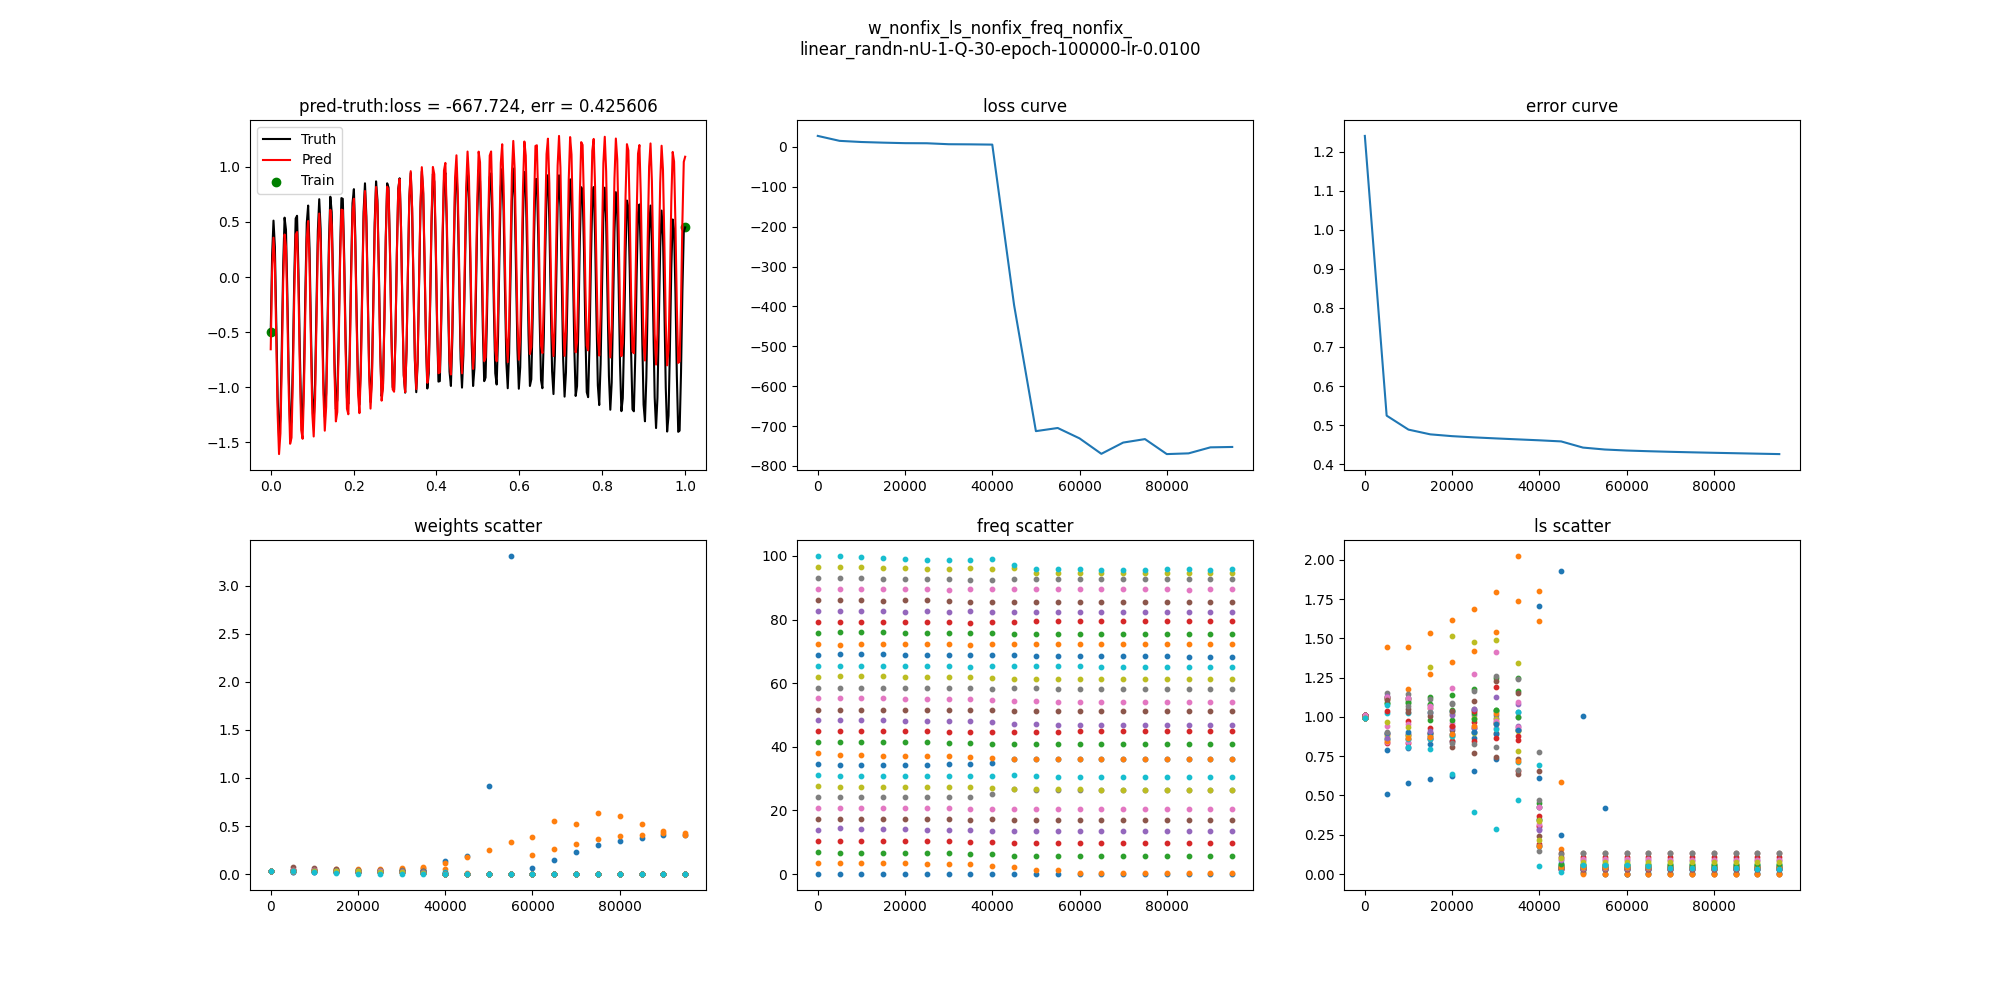 w_nonfix_ls_nonfix_freq_nonfix_
linear_randn-nU-1-Q-30-epoch-100000-lr-0.0100
pred-truth:loss = -667.724, err = 0.425606
loss curve
error curve
Truth
Pred
Train
1.0
0.5
0.0
−0.5
−1.0
−1.5
0.0 0.2 0.4 0.6 0.8 1.0
0
−100
−200
−300
−400
−500
−600
−700
−800
0 20000 40000 60000 80000
1.2
1.1
1.0
0.9
0.8
0.7
0.6
0.5
0.4
0 20000 40000 60000 80000
weights scatter
freq scatter
ls scatter
3.0
2.5
2.0
1.5
1.0
0.5
0.0
0 20000 40000 60000 80000
100
80
60
40
20
0
0 20000 40000 60000 80000
2.00
1.75
1.50
1.25
1.00
0.75
0.50
0.25
0.00
0 20000 40000 60000 80000